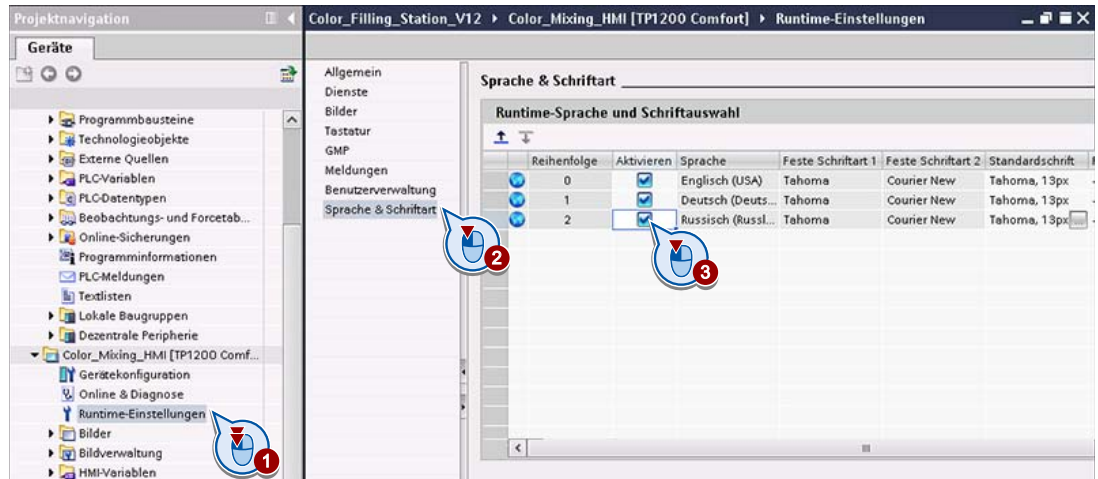 Projektnavigation
Color_Filling_Station_V12 ▸ Color_Mixing_HMI [TP1200 Comfort] ▸ Runtime-Einstellungen
Geräte
Programmbausteine
Technologieobjekte
Externe Quellen
PLC-Variablen
PLC-Datentypen
Beobachtungs- und Forcetab...
Online-Sicherungen
Programminformationen
PLC-Meldungen
Textlisten
Lokale Baugruppen
Dezentrale Peripherie
Color_Mixing_HMI [TP1200 Comf...
Gerätekonfiguration
Online & Diagnose
Runtime-Einstellungen
1
Bilder
Bildverwaltung
HMI-Variablen
Allgemein
Dienste
Bilder
Tastatur
GMP
Meldungen
Benutzerverwaltung
Sprache & Schriftart
2
Sprache & Schriftart
Runtime-Sprache und Schriftauswahl
Reihenfolge Aktivieren Sprache Feste Schriftart 1 Feste Schriftart 2 Standardschrift
0 Englisch (USA) Tahoma Courier New Tahoma, 13px
1 Deutsch (Deuts... Tahoma Courier New Tahoma, 13px
2 Russisch (Russl... Tahoma Courier New Tahoma, 13px
3